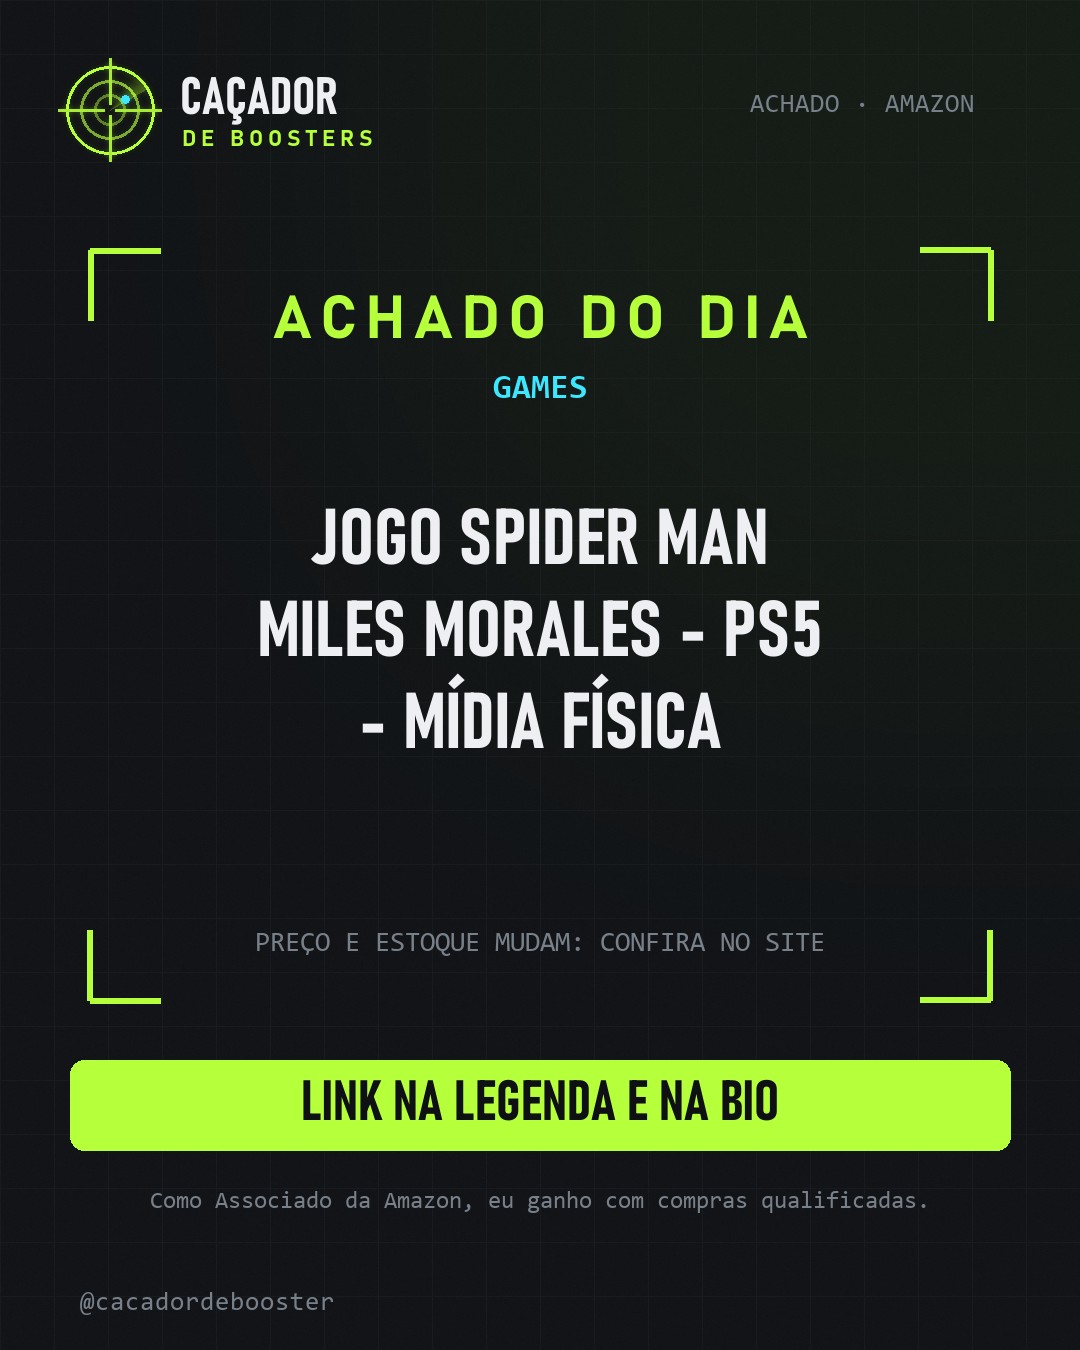 CAÇADOR
DE BOOSTERS
ACHADO · AMAZON
ACHADO DO DIA
GAMES
JOGO SPIDER MAN
MILES MORALES - PS5
- MÍDIA FÍSICA
PREÇO E ESTOQUE MUDAM: CONFIRA NO SITE
LINK NA LEGENDA E NA BIO
Como Associado da Amazon, eu ganho com compras qualificadas.
@cacadordebooster